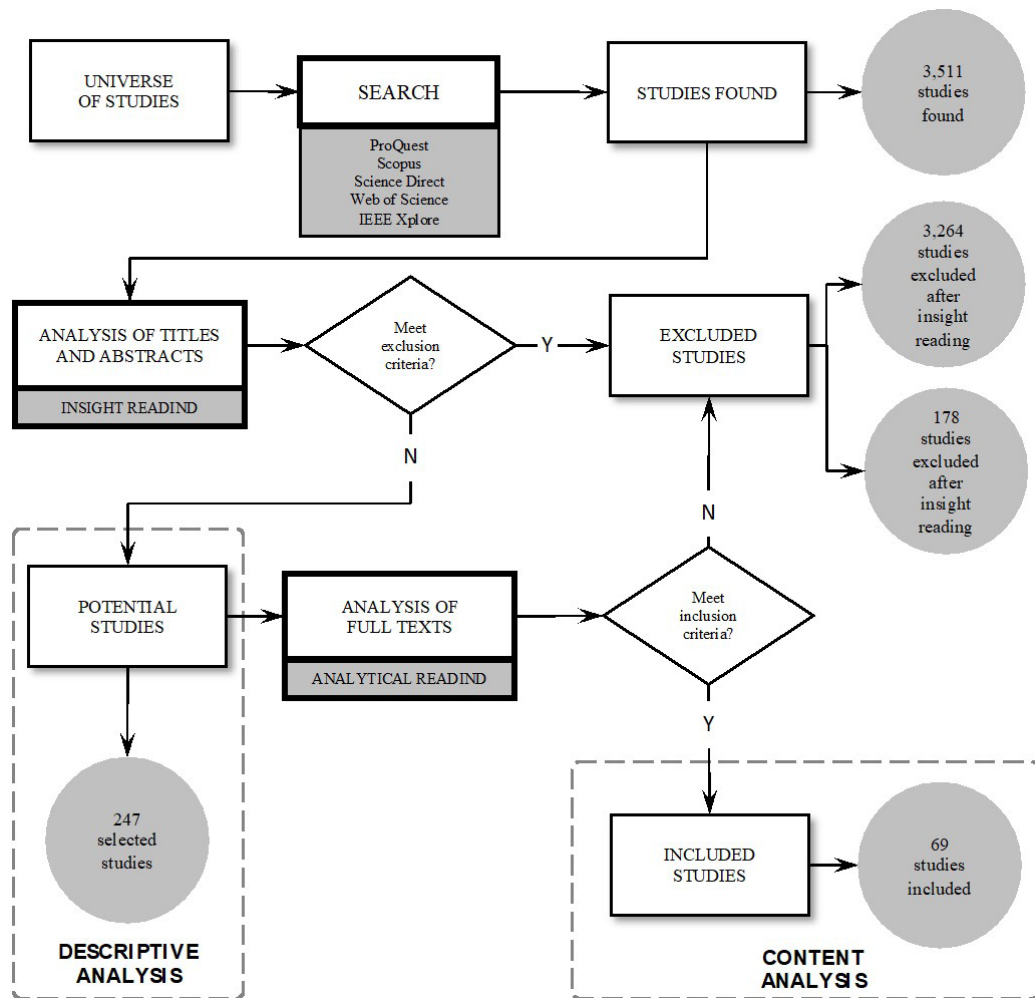 UNIVERSE
OF STUDIES
SEARCH
ProQuest
Scopus
Science Direct
Web of Science
IEEE Xplore
STUDIES FOUND
3,511
studies
found
ANALYSIS OF TITLES
AND ABSTRACTS
INSIGHT READIND
Meet
exclusion
criteria?
Y
N
EXCLUDED
STUDIES
3,264
studies
excluded
after
insight
reading
178
studies
excluded
after
insight
reading
POTENTIAL
STUDIES
ANALYSIS OF
FULL TEXTS
ANALYTICAL READIND
Meet
inclusion
criteria?
N
Y
247
selected
studies
DESCRIPTIVE
ANALYSIS
INCLUDED
STUDIES
69
studies
included
CONTENT
ANALYSIS